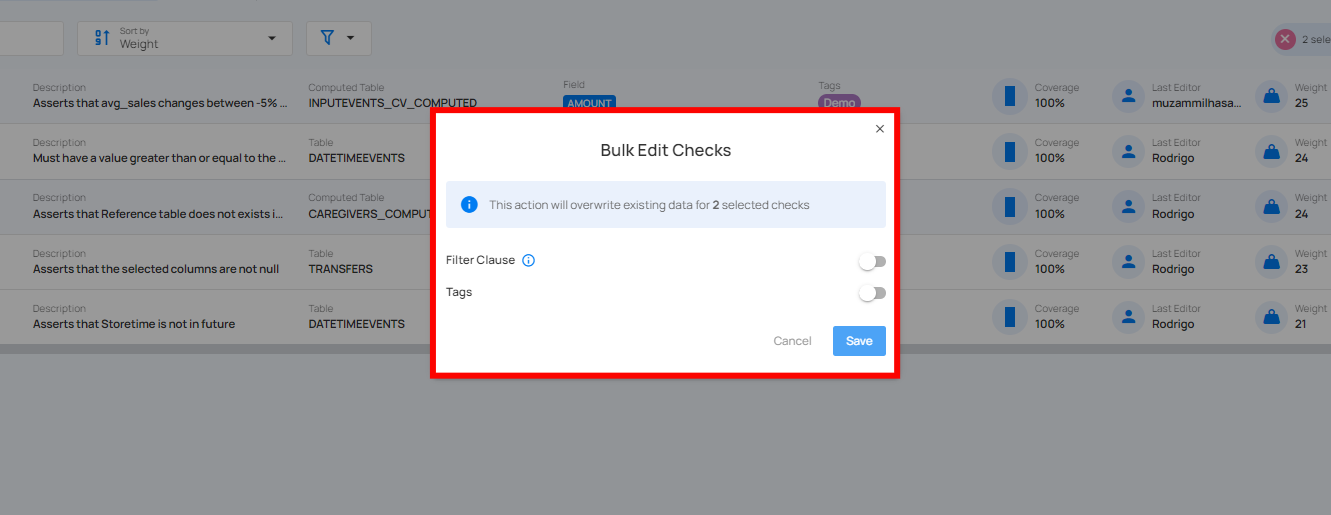 Sort by
Weight
2 sele
Description Computed Table Field Tags Coverage Last Editor Weight
Asserts that avg_sales changes between -5% ... INPUTEVENTS_CV_COMPUTED AMOUNT Demo 100% muzammilhasa... 25
Description Table Coverage Last Editor Weight
Must have a value greater than or equal to the ... DATETIMEEVENTS 100% Rodrigo 24
Description Computed Table Coverage Last Editor Weight
Asserts that Reference table does not exists i... CAREGIVERS_COMPUT 100% Rodrigo 24
Description Table Coverage Last Editor Weight
Asserts that the selected columns are not null TRANSFERS 100% Rodrigo 23
Description Table Coverage Last Editor Weight
Asserts that Storetime is not in future DATETIMEEVENTS 100% Rodrigo 21
Bulk Edit Checks
This action will overwrite existing data for 2 selected checks
Filter Clause
Tags
Cancel Save